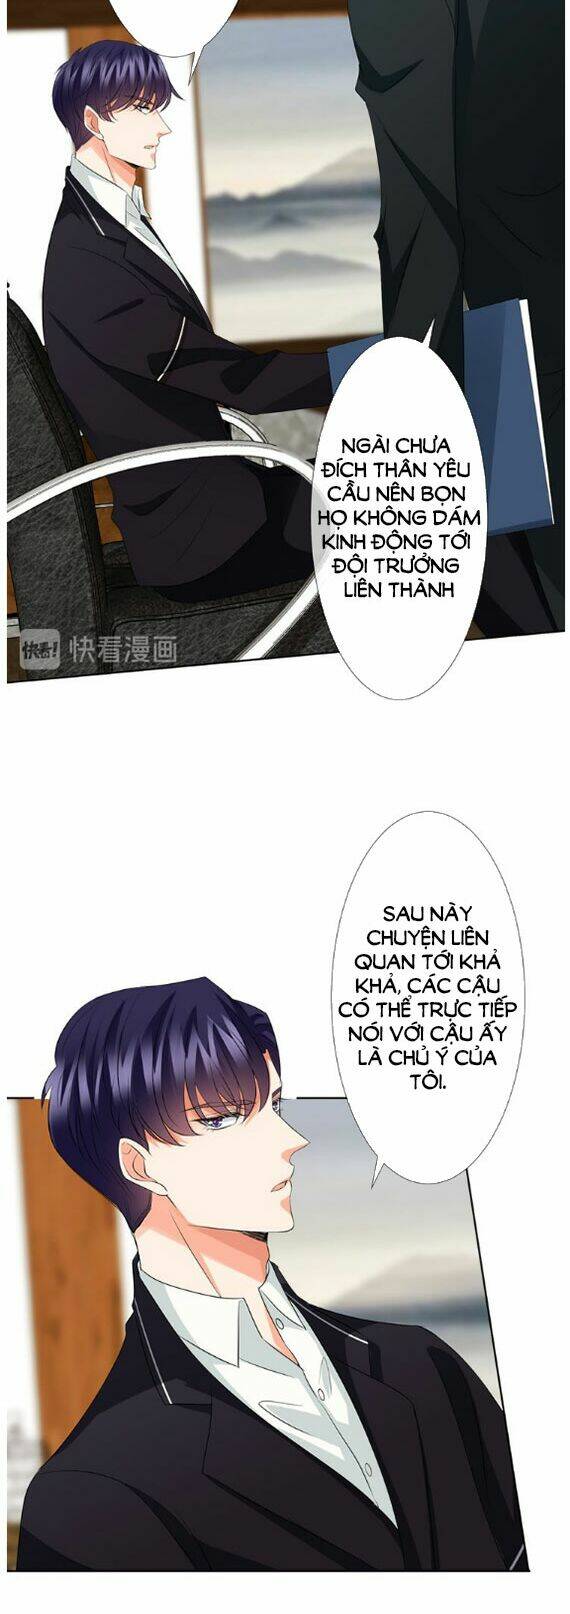 NGÀI CHƯA
ĐÍCH THÂN YÊU
CẦU NÊN BỌN
HỌ KHÔNG DÁM
KINH ĐỘNG TỚI
ĐỘI TRƯỞNG
LIÊN THÀNH
快看! 快看漫画
SAU NÀY
CHUYỆN LIÊN
QUAN TỚI KHẢ
KHẢ, CÁC CẬU
CÓ THỂ TRỰC TIẾP
NÓI VỚI CẬU ẤY
LÀ CHỦ Ý CỦA
TÔI.